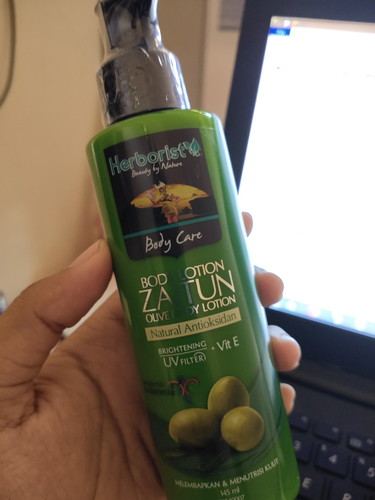 Herborist
Beauty by Nature
Body Care
BODY LOTION
ZAITUN
OLIVE BODY LOTION
Natural Antioksidan
BRIGHTENING
UV FILTER + Vit E
MELEMBAPKAN & MENUTRISI KULIT
145 ml